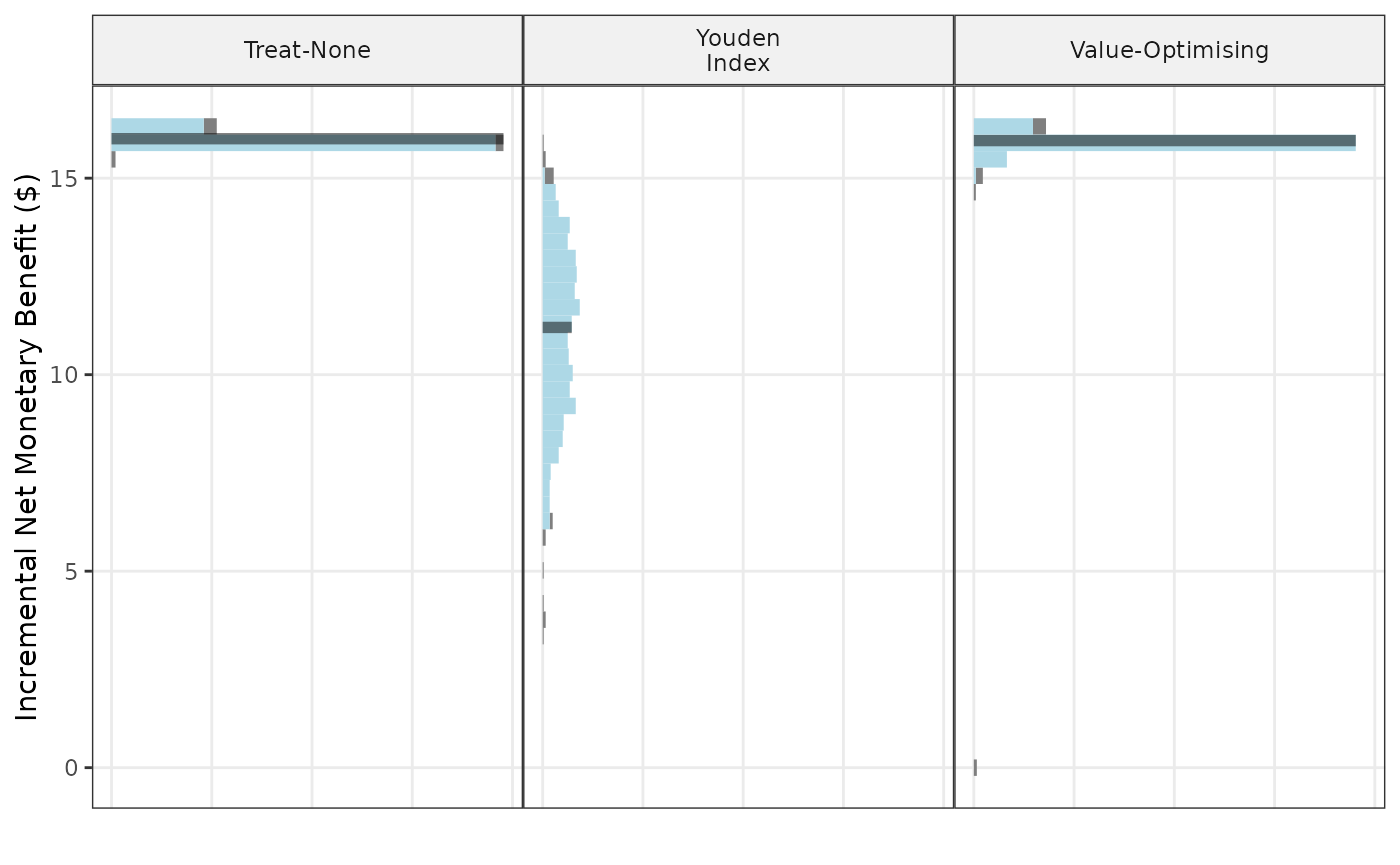 Treat-None
Youden
Index
Value-Optimising
Incremental Net Monetary Benefit ($)
15
10
5
0